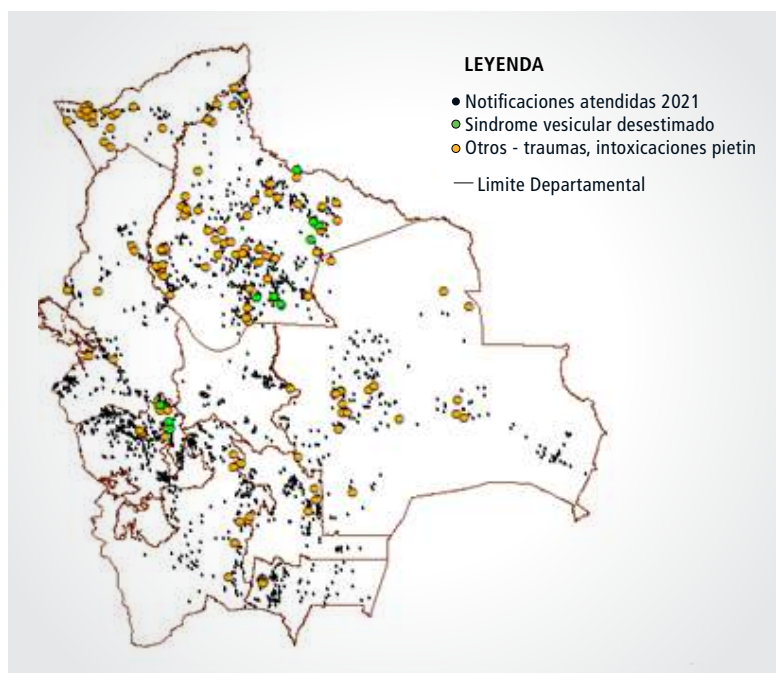 LEYENDA
Notificaciones atendidas 2021
Sindrome vesicular desestimado
Otros - traumas, intoxicaciones pietin
Limite Departamental